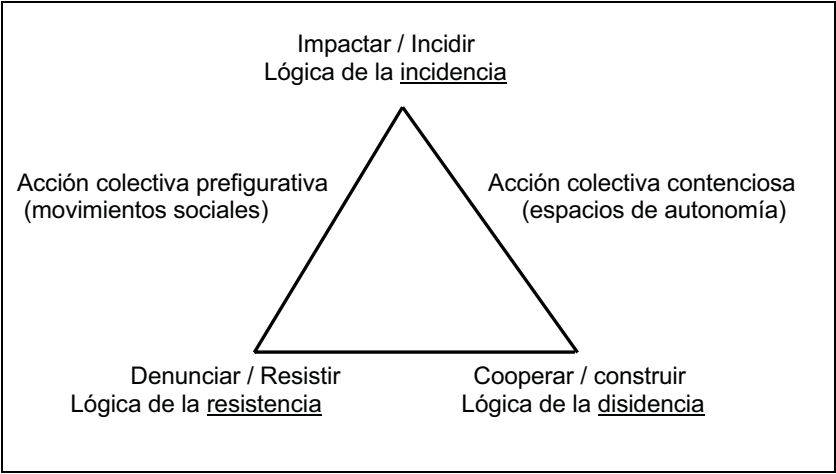 Impactar / Incidir
Lógica de la incidencia
Acción colectiva prefigurativa
(movimientos sociales)
Acción colectiva contenciosa
(espacios de autonomía)
Denunciar / Resistir
Lógica de la resistencia
Cooperar / construir
Lógica de la disidencia